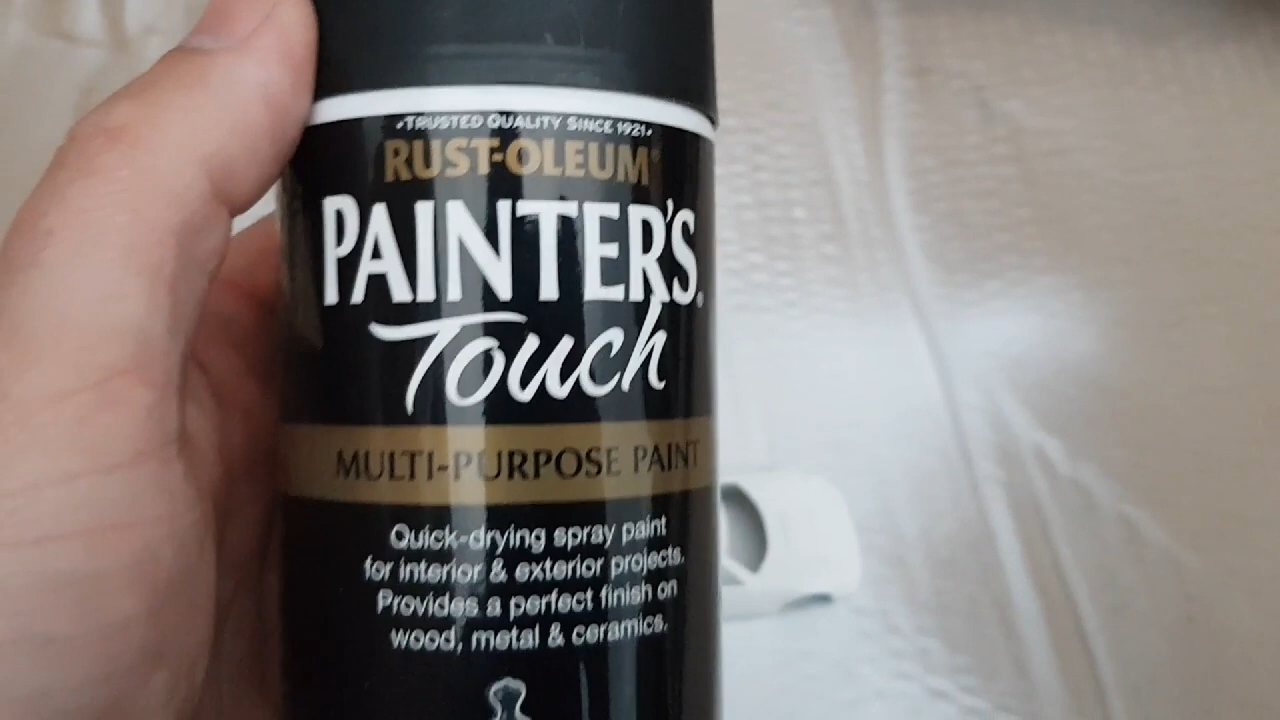 TRUSTED QUALITY SINCE 1921
RUST-OLEUM®
PAINTER'S®
Touch
MULTI-PURPOSE PAINT
Quick-drying spray paint
for interior & exterior projects.
Provides a perfect finish on
wood, metal & ceramics.